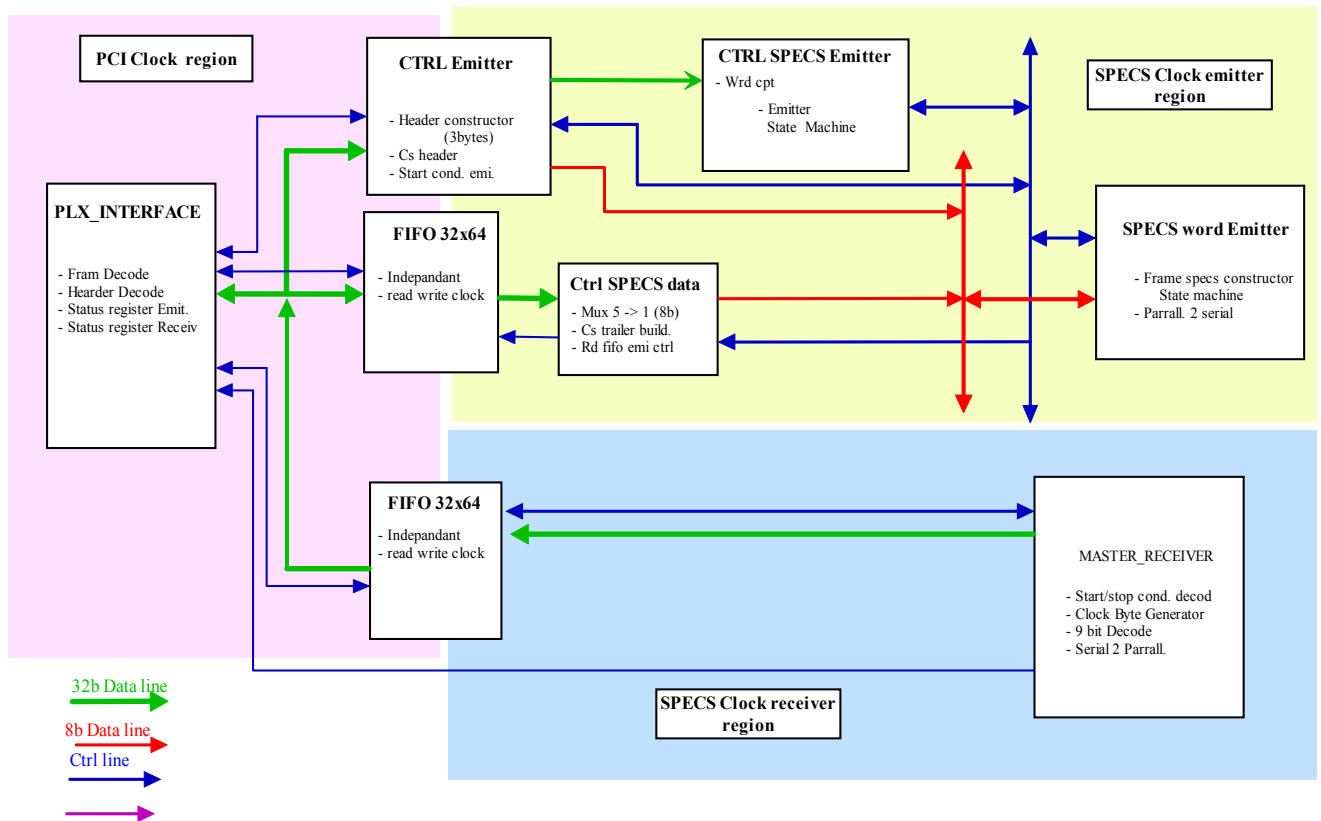 PCI Clock region
CTRL Emitter
- Header constructor
(3bytes)
- Cs header
- Start cond. emi.
CTRL SPECS Emitter
- Wrd cpt
- Emitter
State Machine
SPECS Clock emitter
region
PLX_INTERFACE
- Fram Decode
- Hearder Decode
- Status register Emit.
- Status register Receiv
FIFO 32x64
- Indepandant
- read write clock
Ctrl SPECS data
- Mux 5 -> 1 (8b)
- Cs trailer build.
- Rd fifo emi ctrl
SPECS word Emitter
- Frame specs constructor
State machine
- Parrall. 2 serial
FIFO 32x64
- Indepandant
- read write clock
MASTER_RECEIVER
- Start/stop cond. decod
- Clock Byte Generator
- 9 bit Decode
- Serial 2 Parrall.
SPECS Clock receiver
region
32b Data line
8b Data line
Ctrl line